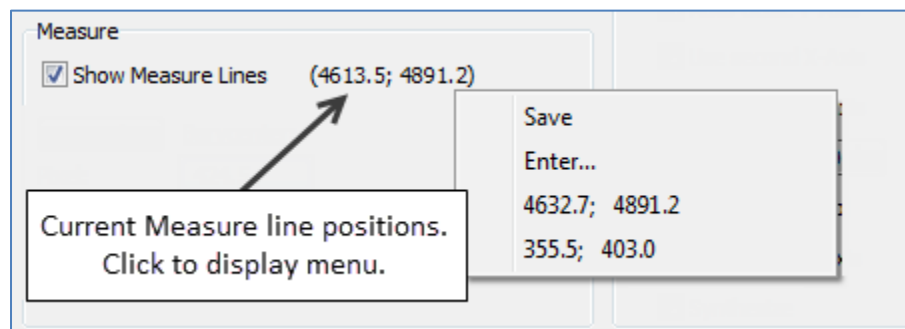 Measure
Show Measure Lines (4613.5; 4891.2)
Save
Enter...
4632.7; 4891.2
355.5; 403.0
Current Measure line positions.
Click to display menu.